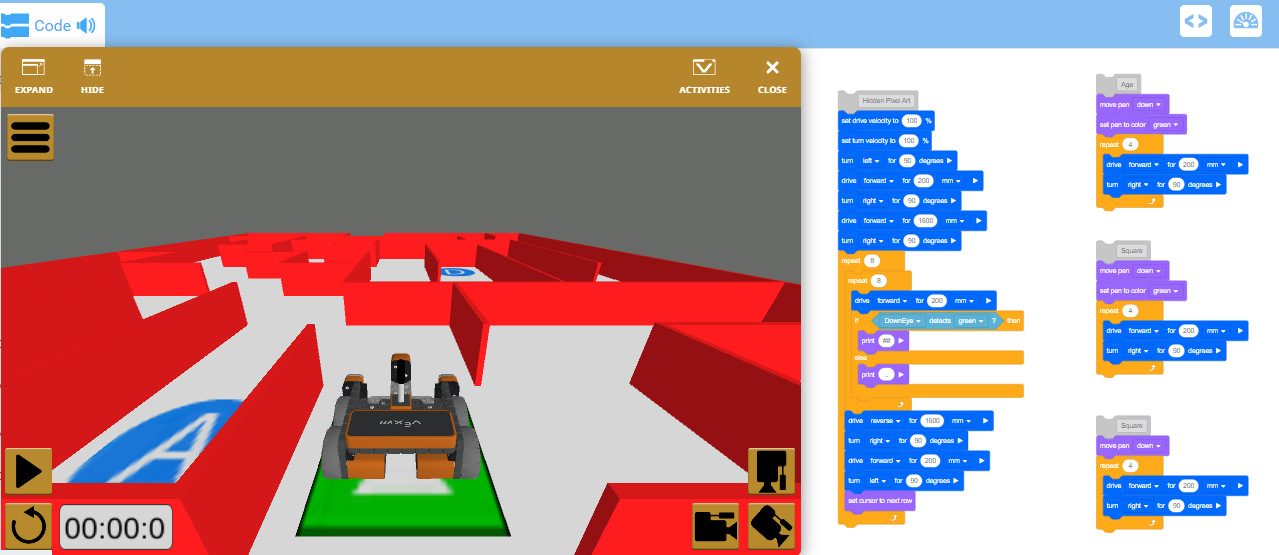 Code
< >
EXPAND
HIDE
ACTIVITIES
CLOSE
A
VEX VR
00:00:0
Hidden Pixel Art
set drive velocity to 100 %
set turn velocity to 100 %
turn left for 90 degrees
drive forward for 200 mm
turn right for 90 degrees
drive forward for 1600 mm
turn right for 90 degrees
repeat 8
repeat 8
drive forward for 200 mm
if DownEye detects green ? then
print ##
else
print .
drive reverse for 1600 mm
turn right for 90 degrees
drive forward for 200 mm
turn left for 90 degrees
set cursor to next row
Age
move pen down
set pen to color green
repeat 4
drive forward for 200 mm
turn right for 90 degrees
Square
move pen down
set pen to color green
repeat 4
drive forward for 200 mm
turn right for 90 degrees
Square
move pen down
repeat 4
drive forward for 200 mm
turn right for 90 degrees